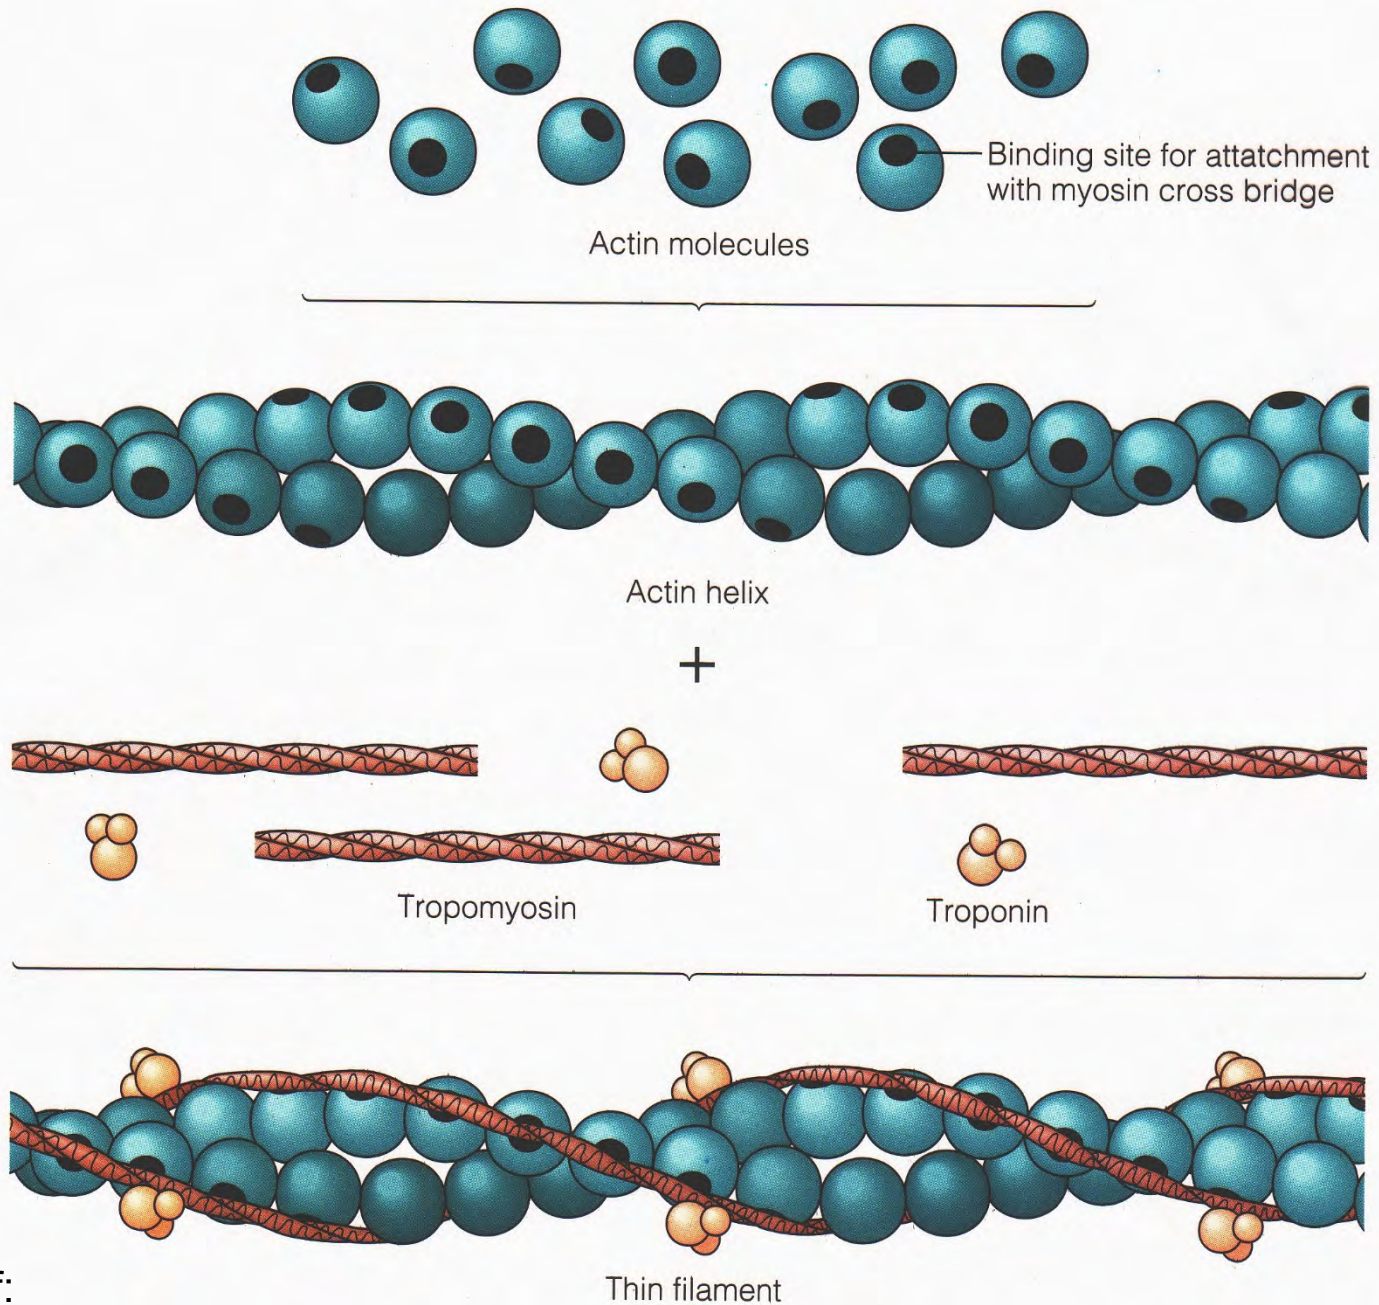 Binding site for attatchment
with myosin cross bridge
Actin molecules
Actin helix
+
Tropomyosin
Troponin
Thin filament